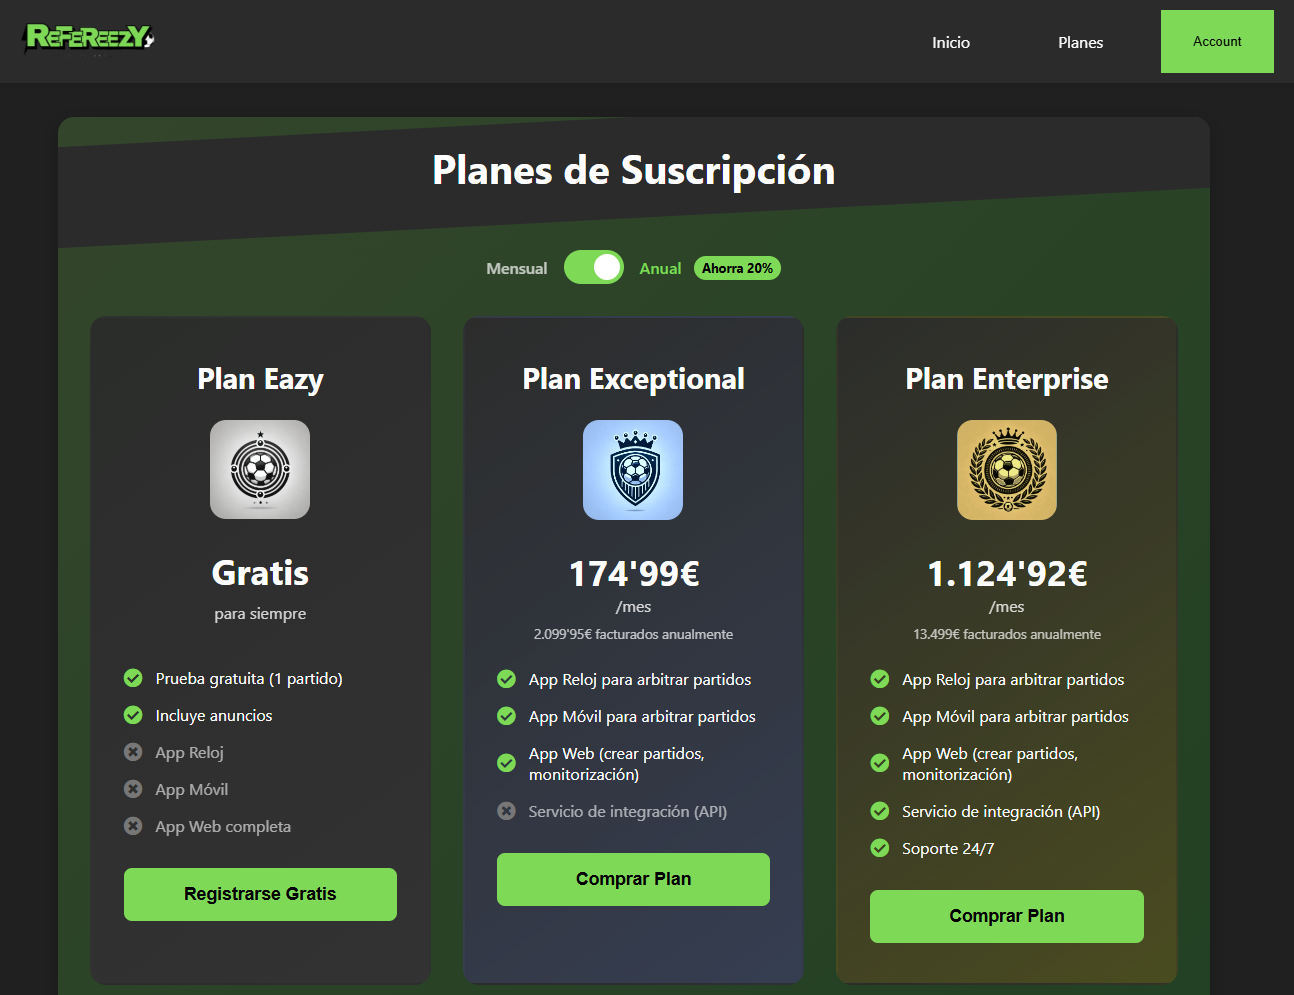 REFEREEZY
Inicio
Planes
Account
Planes de Suscripción
Mensual
Anual
Ahorra 20%
Plan Eazy
Gratis
para siempre
Prueba gratuita (1 partido)
Incluye anuncios
App Reloj
App Móvil
App Web completa
Registrarse Gratis
Plan Exceptional
174'99€
/mes
2.099'95€ facturados anualmente
App Reloj para arbitrar partidos
App Móvil para arbitrar partidos
App Web (crear partidos,
monitorización)
Servicio de integración (API)
Comprar Plan
Plan Enterprise
1.124'92€
/mes
13.499€ facturados anualmente
App Reloj para arbitrar partidos
App Móvil para arbitrar partidos
App Web (crear partidos,
monitorización)
Servicio de integración (API)
Soporte 24/7
Comprar Plan